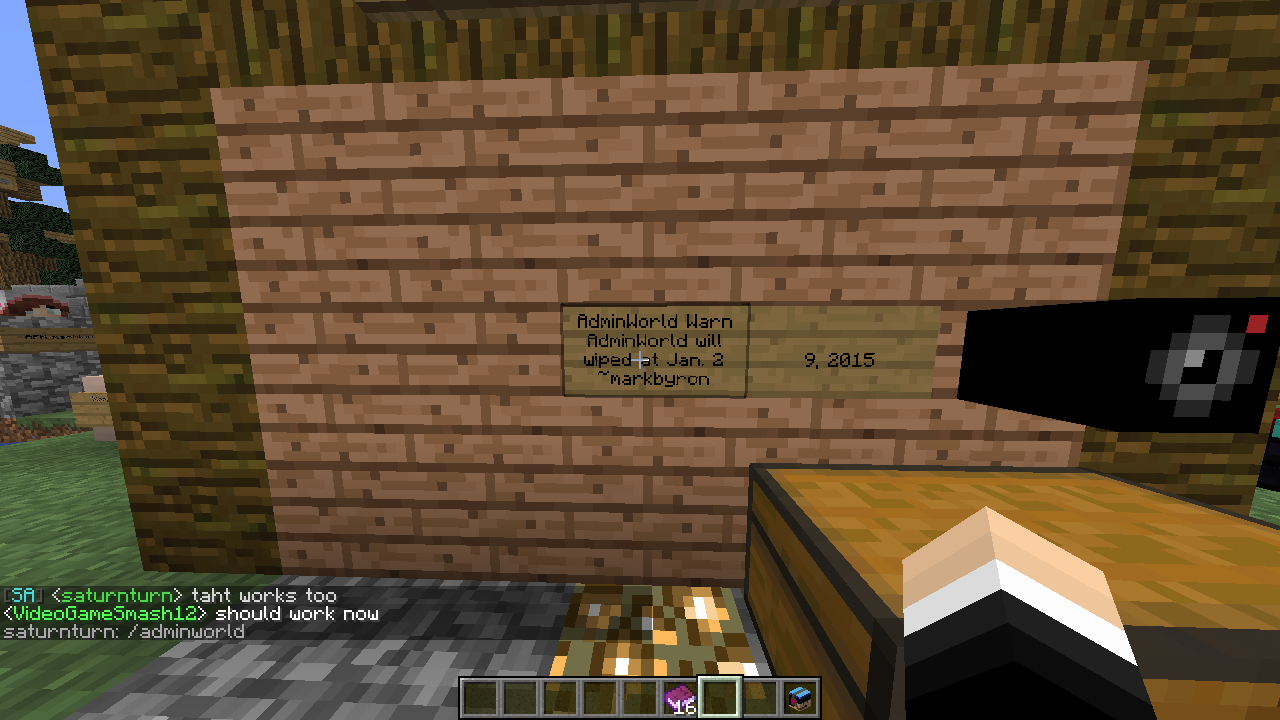 AdminWorld Warn
AdminWorld will
wiped at Jan. 2
~markbyron
9, 2015
[SA] <saturnturn> taht works too
<VideoGameSmash12> should work now
saturnturn: /adminworld
16